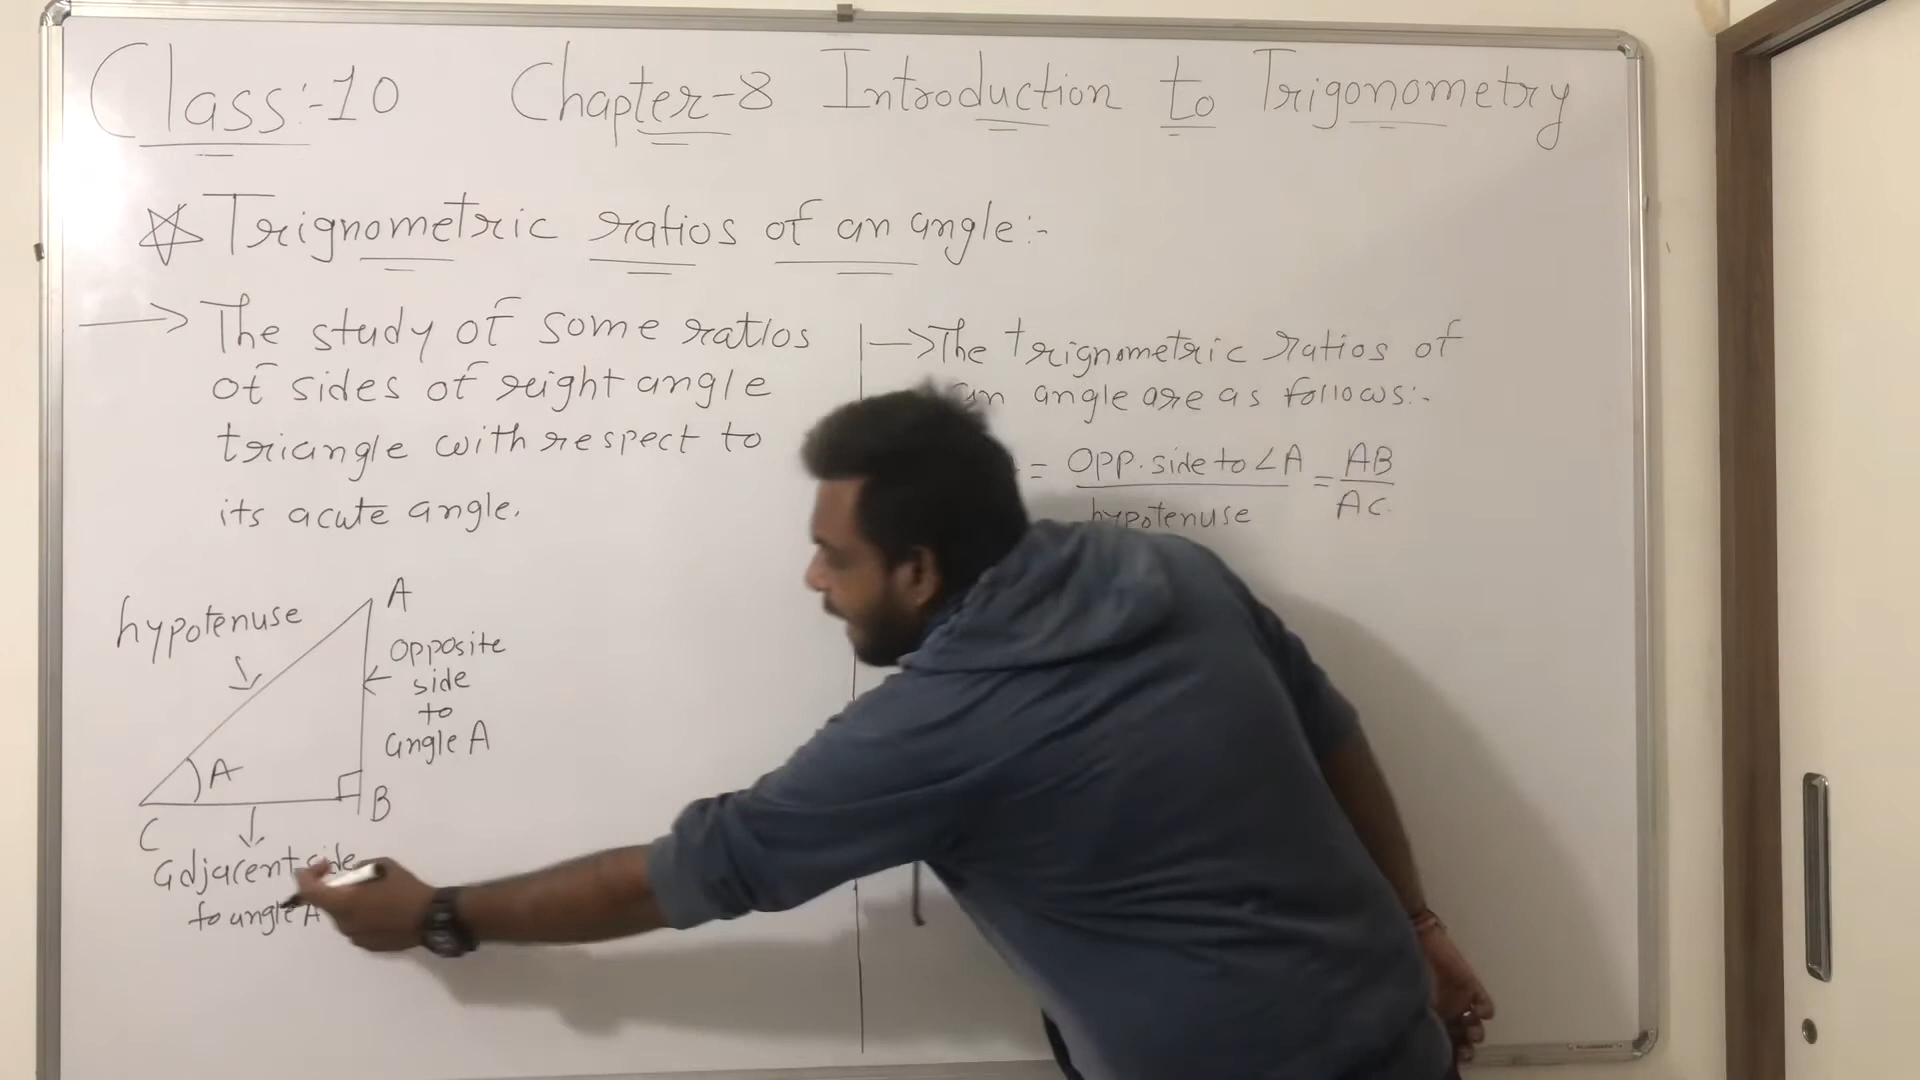 Class:-10 Chapter-8 Introduction to Trigonometry
Trignometric ratios of an angle:-
The study of some ratios
of sides of right angle
triangle with respect to
its acute angle.
hypotenuse
A
opposite
side
to
angle A
A
B
C
adjacent side
to angle A
The trignometric ratios of
an angle are as follows:-
= opp. side to ∠A = AB
hypotenuse AC